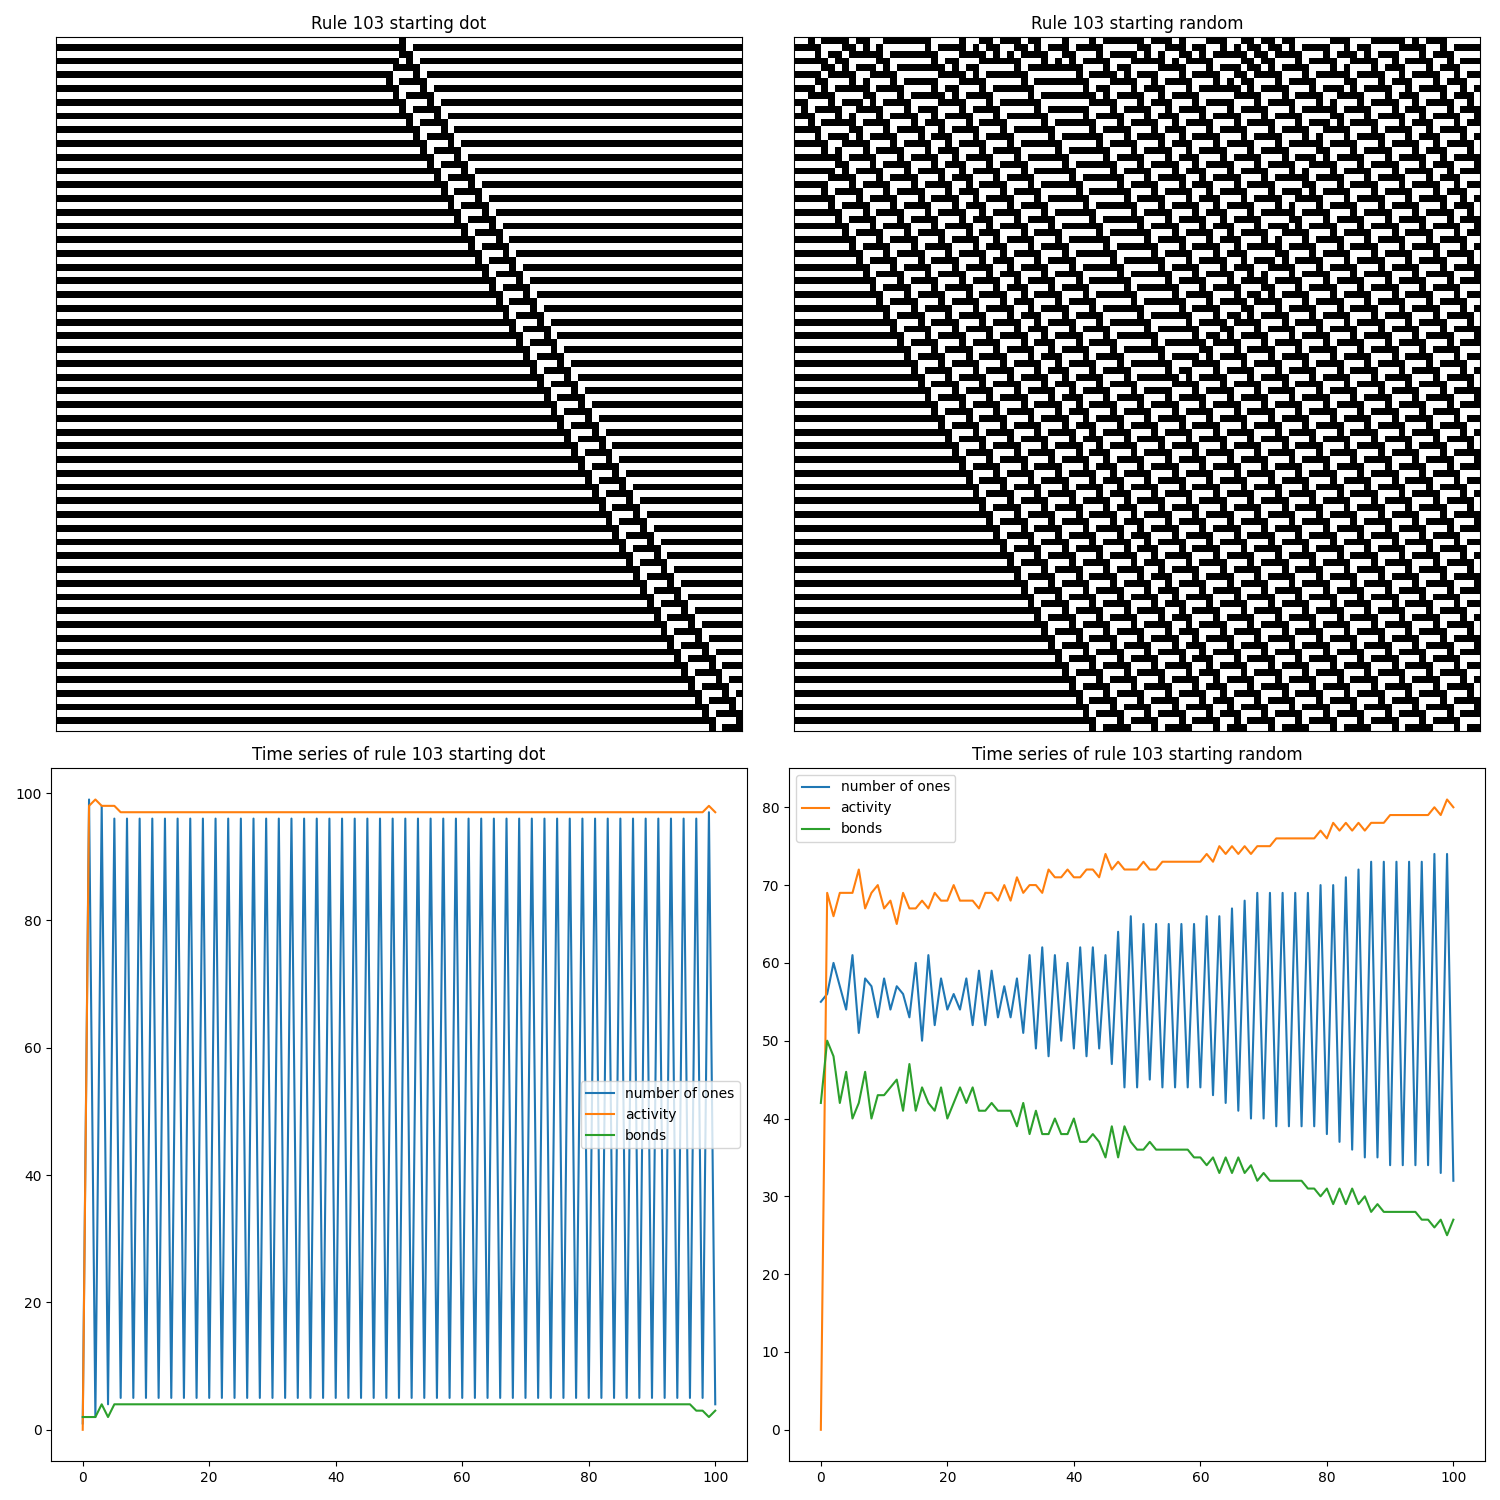 Rule 103 starting dot
Rule 103 starting random
Time series of rule 103 starting dot
100
80
60
40
20
0
0 20 40 60 80 100
number of ones
activity
bonds
Time series of rule 103 starting random
number of ones
activity
bonds
80
70
60
50
40
30
20
10
0
0 20 40 60 80 100